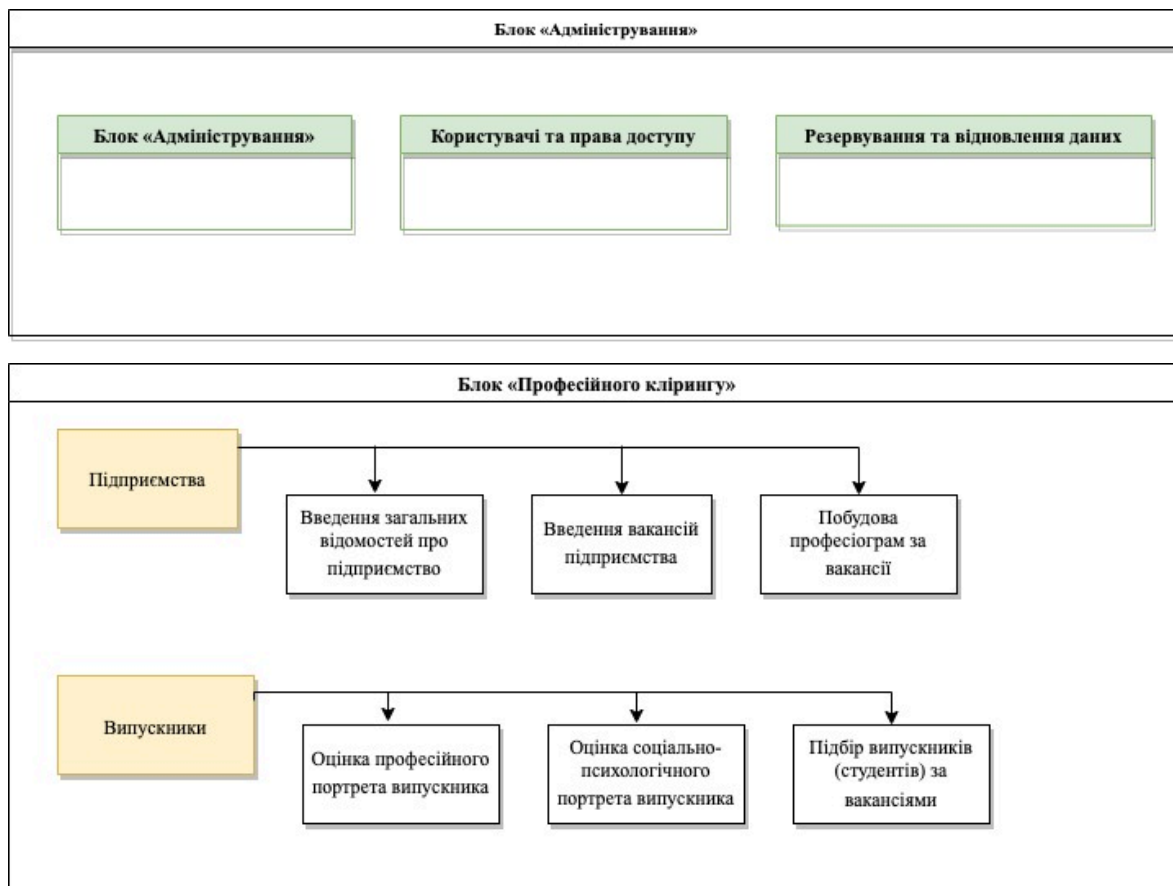 Блок «Адміністрування»
Блок «Адміністрування»
Користувачі та права доступу
Резервування та відновлення даних
Блок «Професійного клірингу»
Підприємства
Введення загальних
відомостей про
підприємство
Введення вакансій
підприємства
Побудова
професіограм за
вакансії
Випускники
Оцінка професійного
портрета випускника
Оцінка соціально-
психологічного
портрета випускника
Підбір випускників
(студентів) за
вакансіями